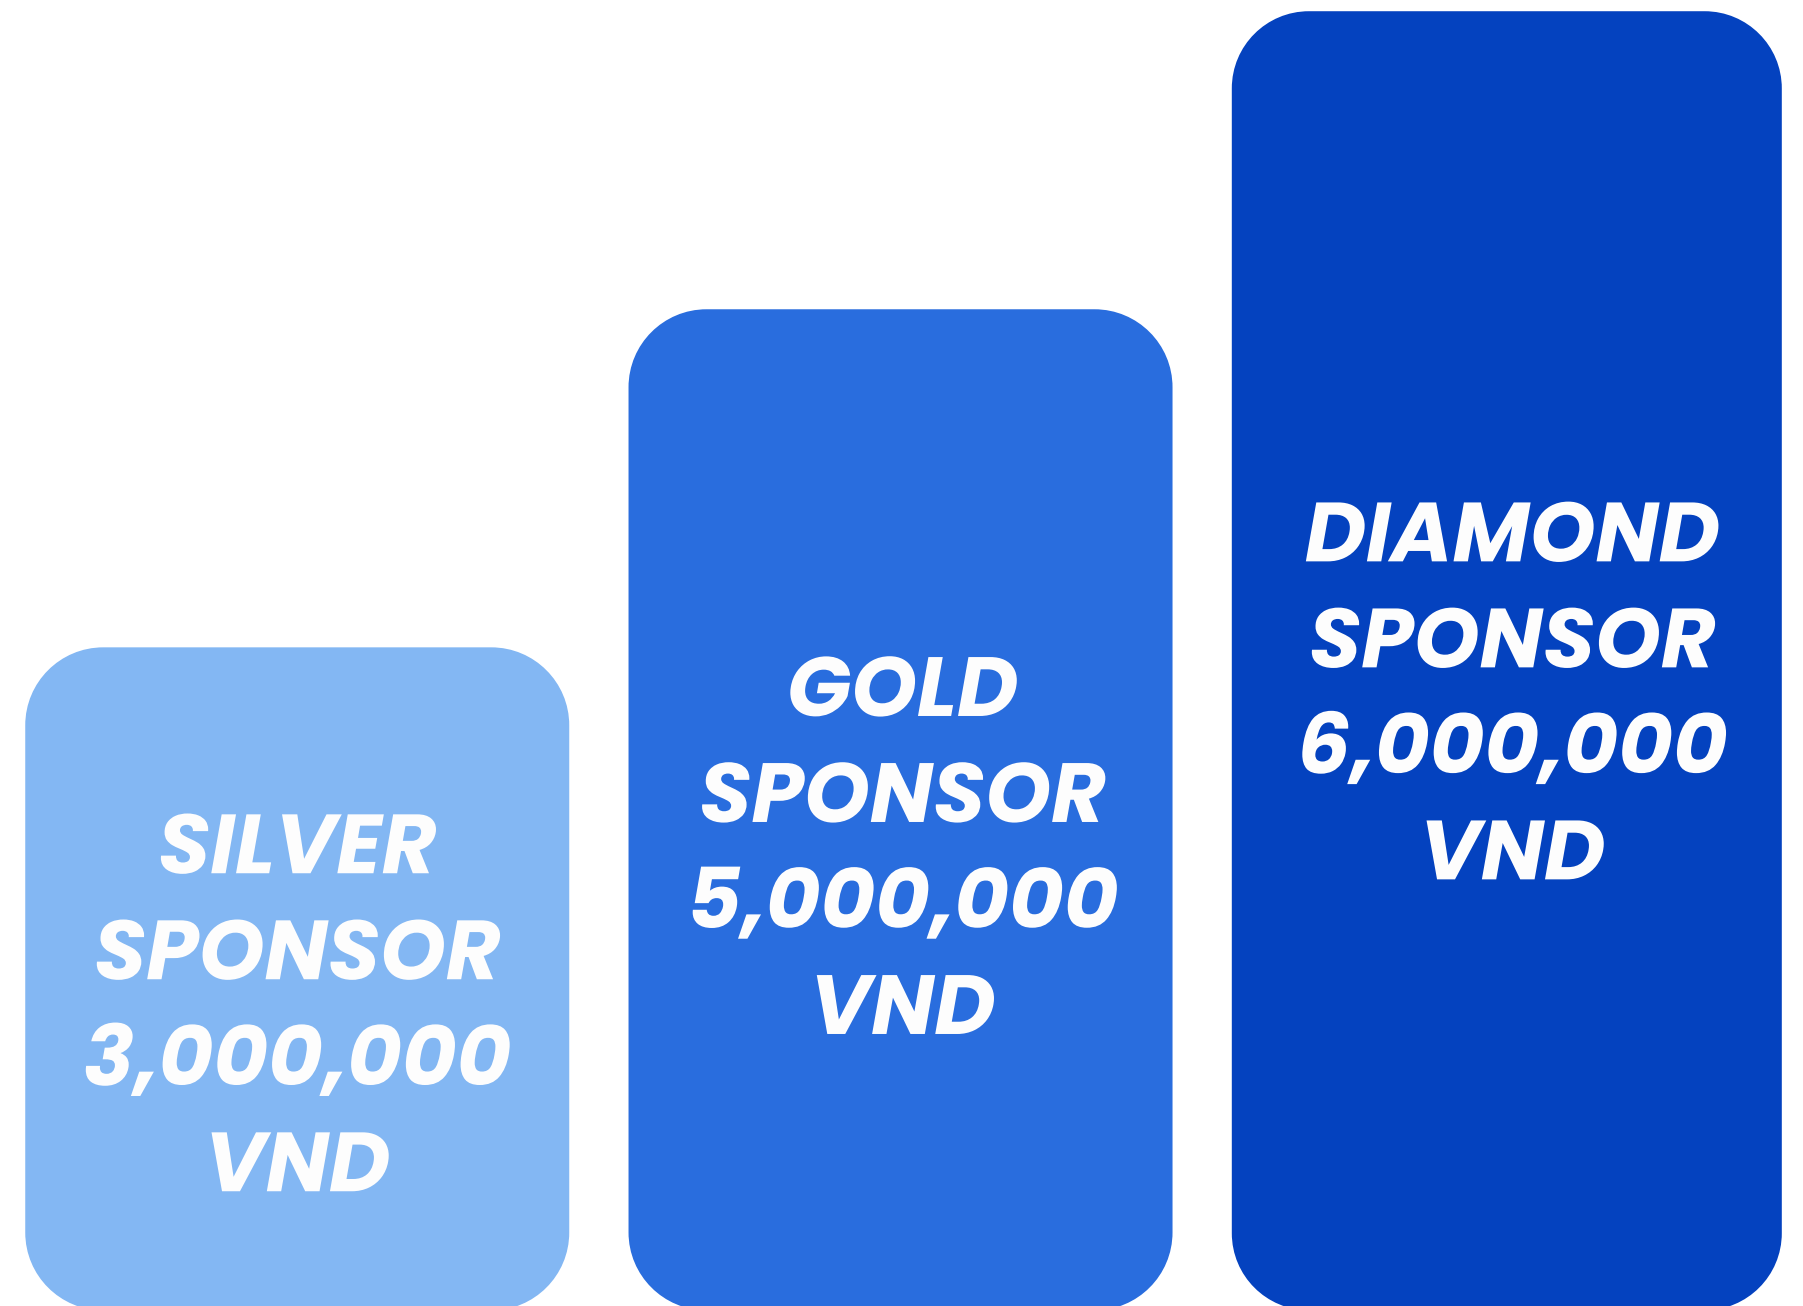 SILVER
SPONSOR
3,000,000
VND
GOLD
SPONSOR
5,000,000
VND
DIAMOND
SPONSOR
6,000,000
VND